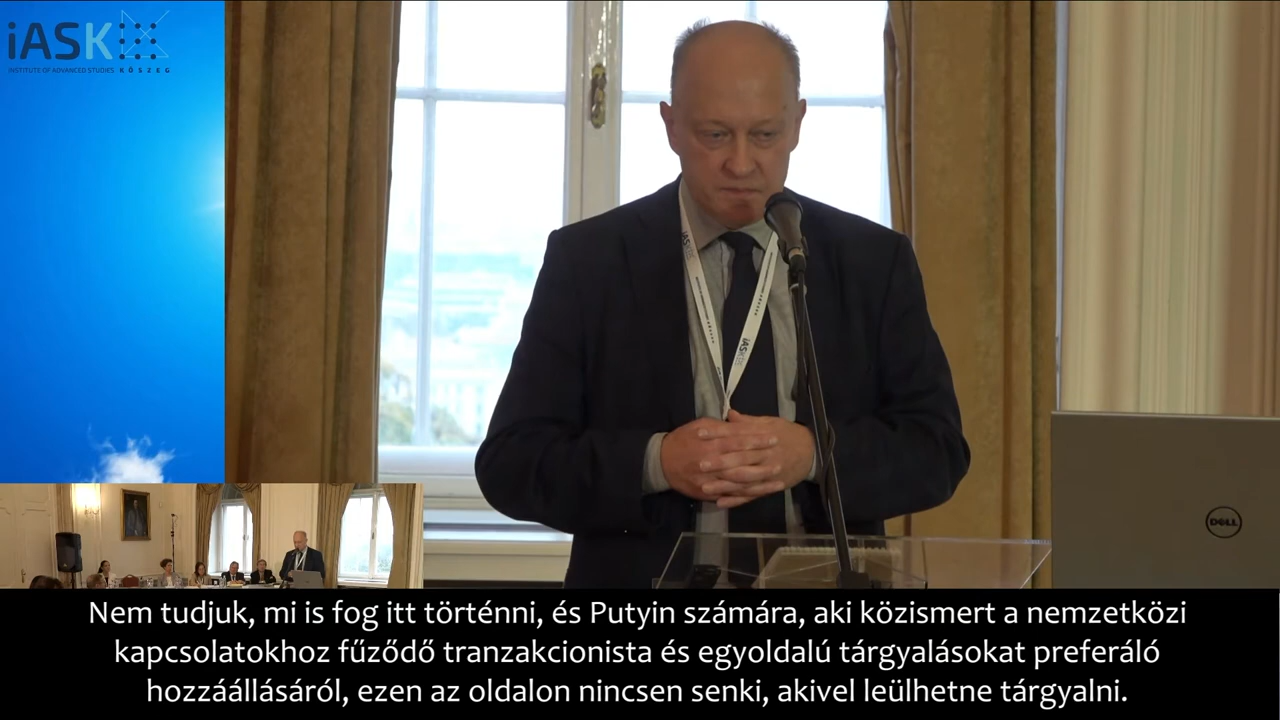 iASK
INSTITUTE OF ADVANCED STUDIES KŐSZEG
iASK
DELL
Nem tudjuk, mi is fog itt történni, és Putyin számára, aki közismert a nemzetközi
kapcsolatokhoz fűződő tranzakcionista és egyoldalú tárgyalásokat preferáló
hozzáállásáról, ezen az oldalon nincsen senki, akivel leülhetne tárgyalni.